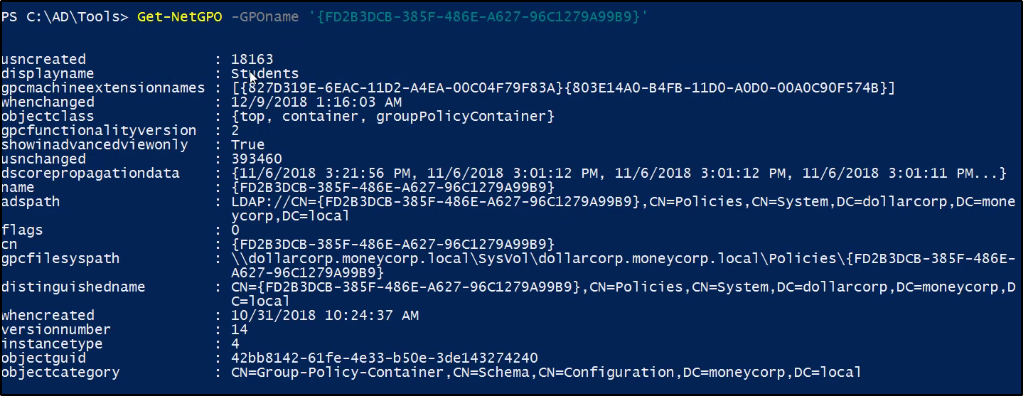 PS C:\AD\Tools> Get-NetGPO -GPOname '{FD2B3DCB-385F-486E-A627-96C1279A99B9}'
usncreated : 18163
displayname : Students
gpcmachineextensionnames : [{827D319E-6EAC-11D2-A4EA-00C04F79F83A}{803E14A0-B4FB-11D0-A0D0-00A0C90F574B}]
whenchanged : 12/9/2018 1:16:03 AM
objectclass : {top, container, groupPolicyContainer}
gpcfunctionalityversion : 2
showinadvancedviewonly : True
usnchanged : 393460
dscorepropagationdata : {11/6/2018 3:21:56 PM, 11/6/2018 3:01:12 PM, 11/6/2018 3:01:12 PM, 11/6/2018 3:01:11 PM...}
name : {FD2B3DCB-385F-486E-A627-96C1279A99B9}
adspath : LDAP://CN={FD2B3DCB-385F-486E-A627-96C1279A99B9},CN=Policies,CN=System,DC=dollarcorp,DC=mone
ycorp,DC=local
flags : 0
cn : {FD2B3DCB-385F-486E-A627-96C1279A99B9}
gpcfilesyspath : \\dollarcorp.moneycorp.local\SysVol\dollarcorp.moneycorp.local\Policies\{FD2B3DCB-385F-486E-
A627-96C1279A99B9}
distinguishedname : CN={FD2B3DCB-385F-486E-A627-96C1279A99B9},CN=Policies,CN=System,DC=dollarcorp,DC=moneycorp,D
C=local
whencreated : 10/31/2018 10:24:37 AM
versionnumber : 14
instancetype : 4
objectguid : 42bb8142-61fe-4e33-b50e-3de143274240
objectcategory : CN=Group-Policy-Container,CN=Schema,CN=Configuration,DC=moneycorp,DC=local